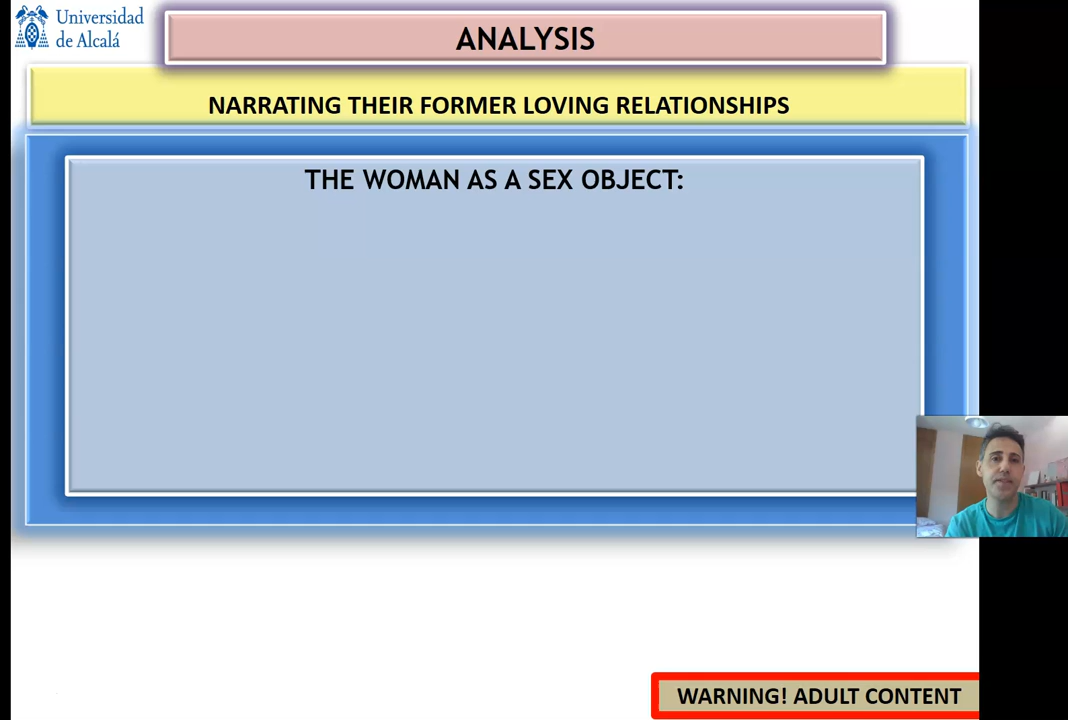 Universidad
de Alcalá
ANALYSIS
NARRATING THEIR FORMER LOVING RELATIONSHIPS
THE WOMAN AS A SEX OBJECT:
WARNING! ADULT CONTENT